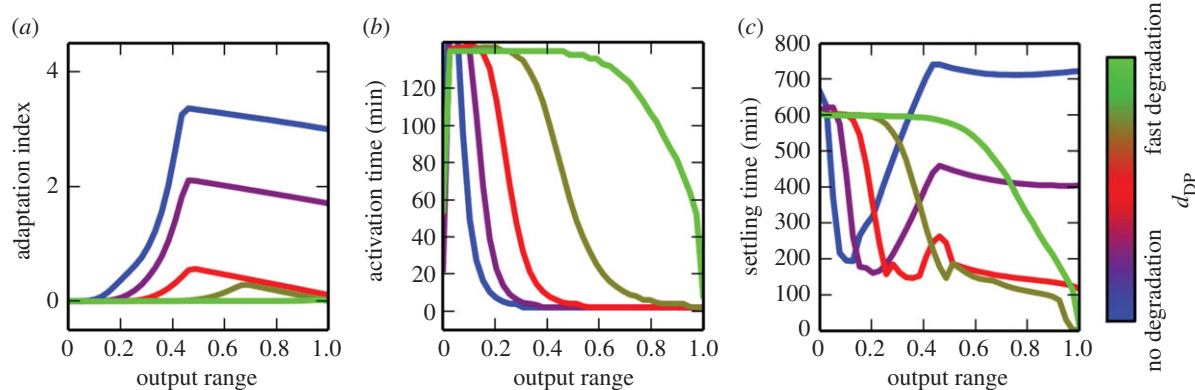 (a)
4
2
0
adaptation index
0 0.2 0.4 0.6 0.8 1.0
output range
(b)
120
100
80
60
40
20
0
activation time (min)
0 0.2 0.4 0.6 0.8 1.0
output range
(c)
800
700
600
500
400
300
200
100
0
settling time (min)
0 0.2 0.4 0.6 0.8 1.0
output range
no degradation fast degradation
dDP